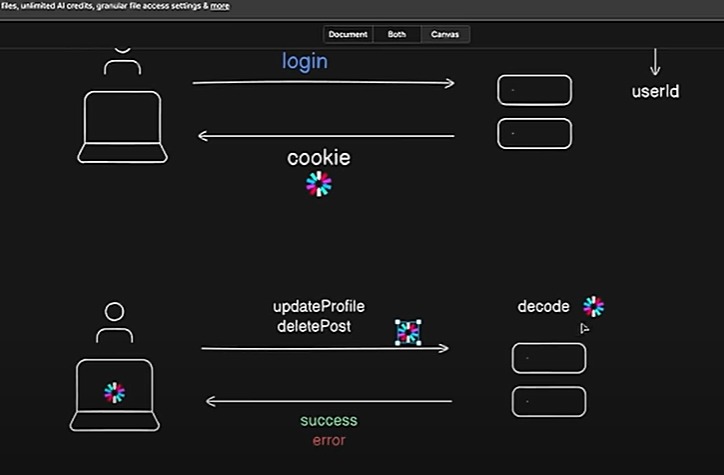 files, unlimited AI credits, granular file access settings & more
Document Both Canvas
login
userId
cookie
updateProfile
deletePost
decode
success
error